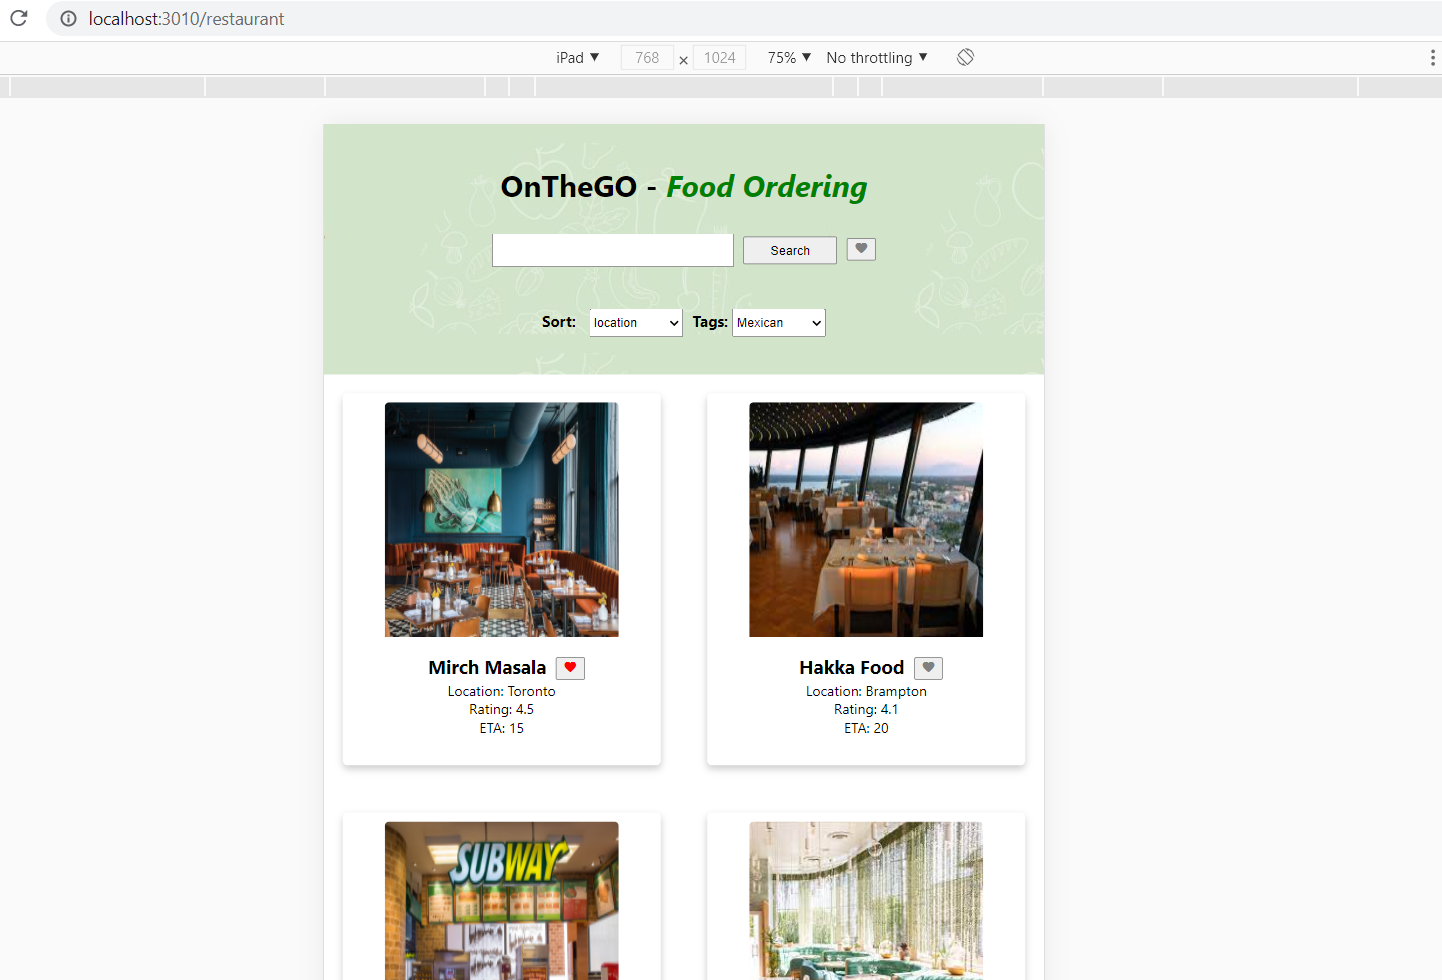 localhost:3010/restaurant
iPad ▼ 768 × 1024 75% ▼ No throttling ▼
OnTheGO - Food Ordering
Search
Sort: location Tags: Mexican
Mirch Masala
Location: Toronto
Rating: 4.5
ETA: 15
Hakka Food
Location: Brampton
Rating: 4.1
ETA: 20
SUBWAY